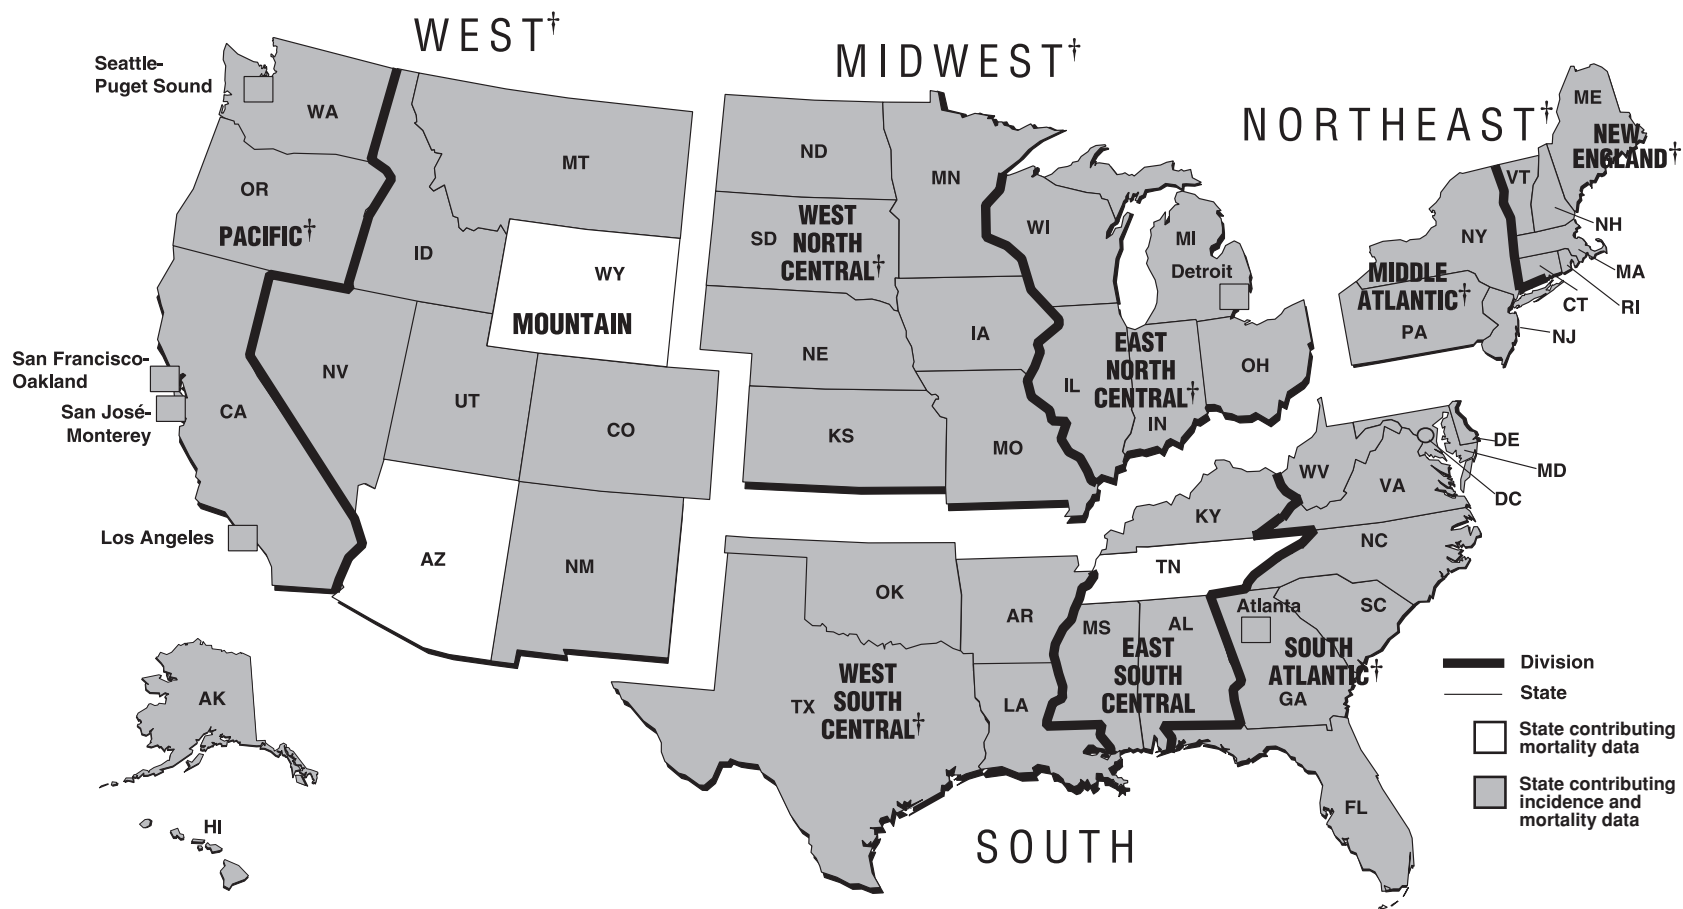 WEST†
MIDWEST†
NORTHEAST†
Seattle-
Puget Sound
WA
OR
PACIFIC†
MT
ID
WY
MOUNTAIN
San Francisco-
Oakland
San José-
Monterey
CA
NV
UT
CO
Los Angeles
AZ
NM
AK
HI
ND
MN
SD
WEST
NORTH
CENTRAL†
NE
IA
KS
MO
WI
MI
Detroit
EAST
NORTH
CENTRAL†
IL
IN
OH
ME
NEW
ENGLAND†
VT
NH
NY
MA
MIDDLE
ATLANTIC†
CT
RI
PA
NJ
DE
MD
DC
WV
VA
KY
NC
TN
OK
AR
MS
AL
EAST
SOUTH
CENTRAL
Atlanta
SC
SOUTH
ATLANTIC†
GA
WEST
SOUTH
CENTRAL†
TX
LA
FL
SOUTH
Division
State
State contributing
mortality data
State contributing
incidence and
mortality data